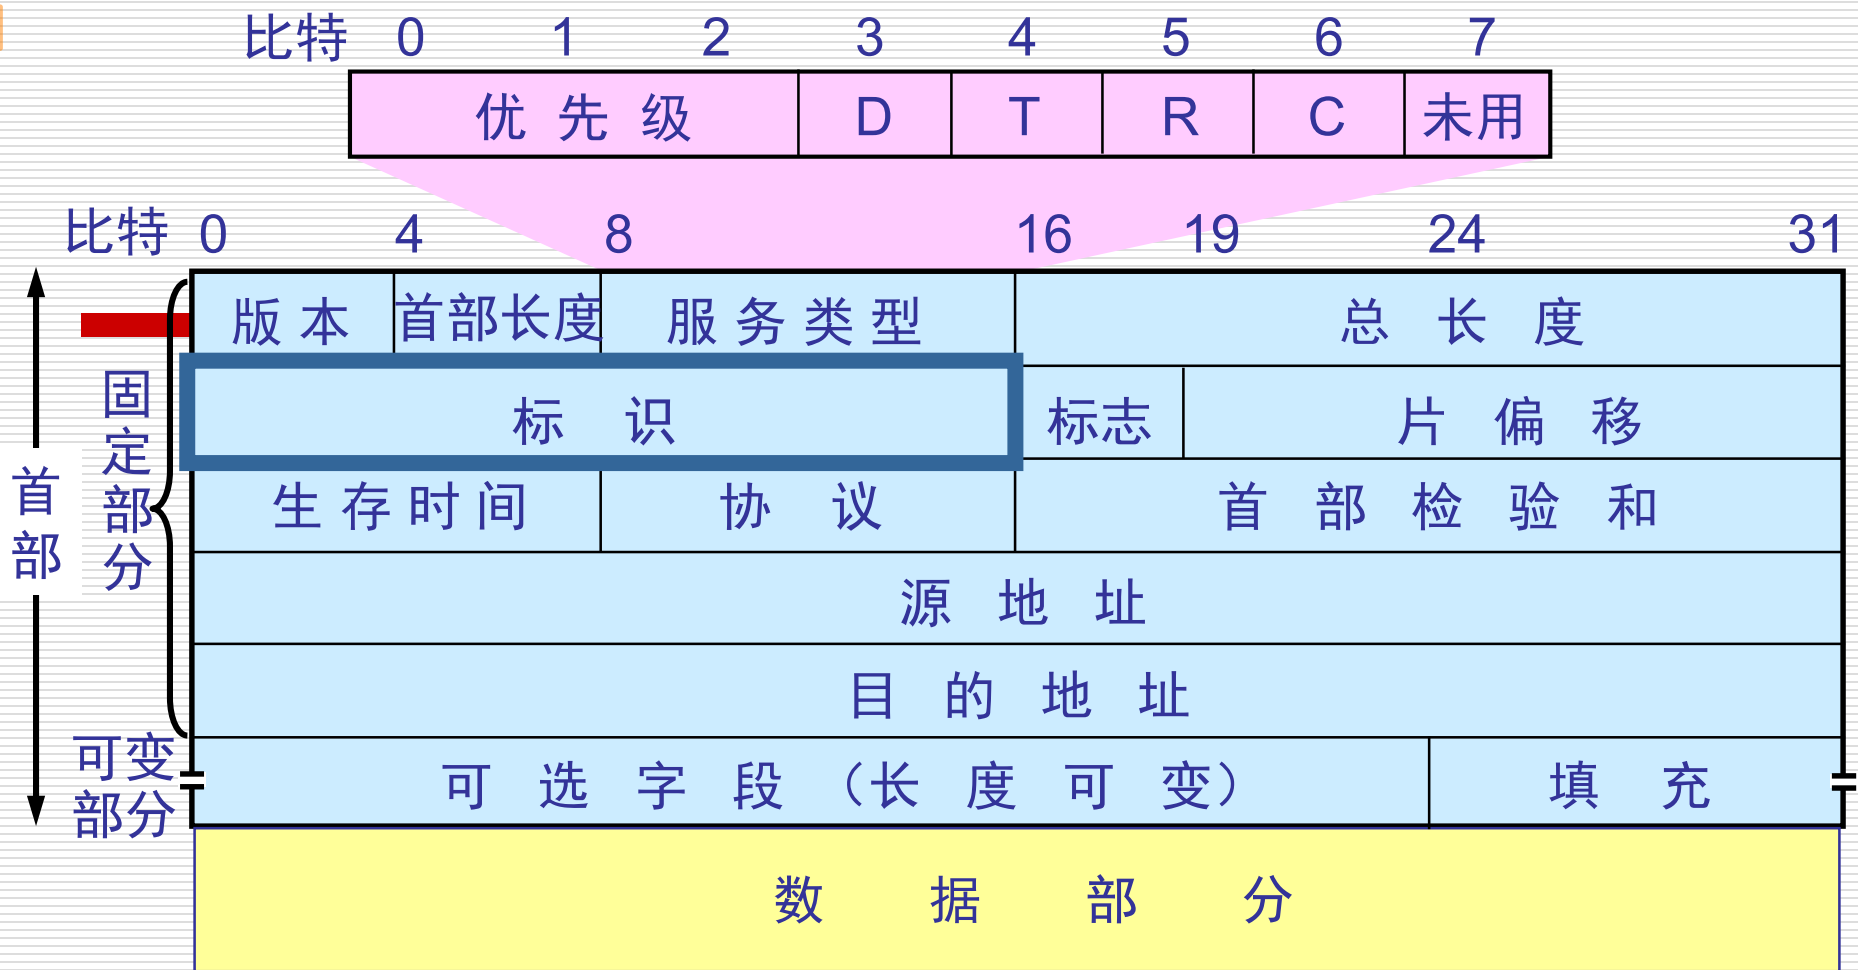 比特 0 1 2 3 4 5 6 7
优先级 D T R C 未用
比特 0 4 8 16 19 24 31
版本 首部长度 服务类型 总长度
标识 标志 片偏移
生存时间 协议 首部检验和
源地址
目的地址
可选字段（长度可变） 填充
数据部分
首部
固定部分
可变
部分